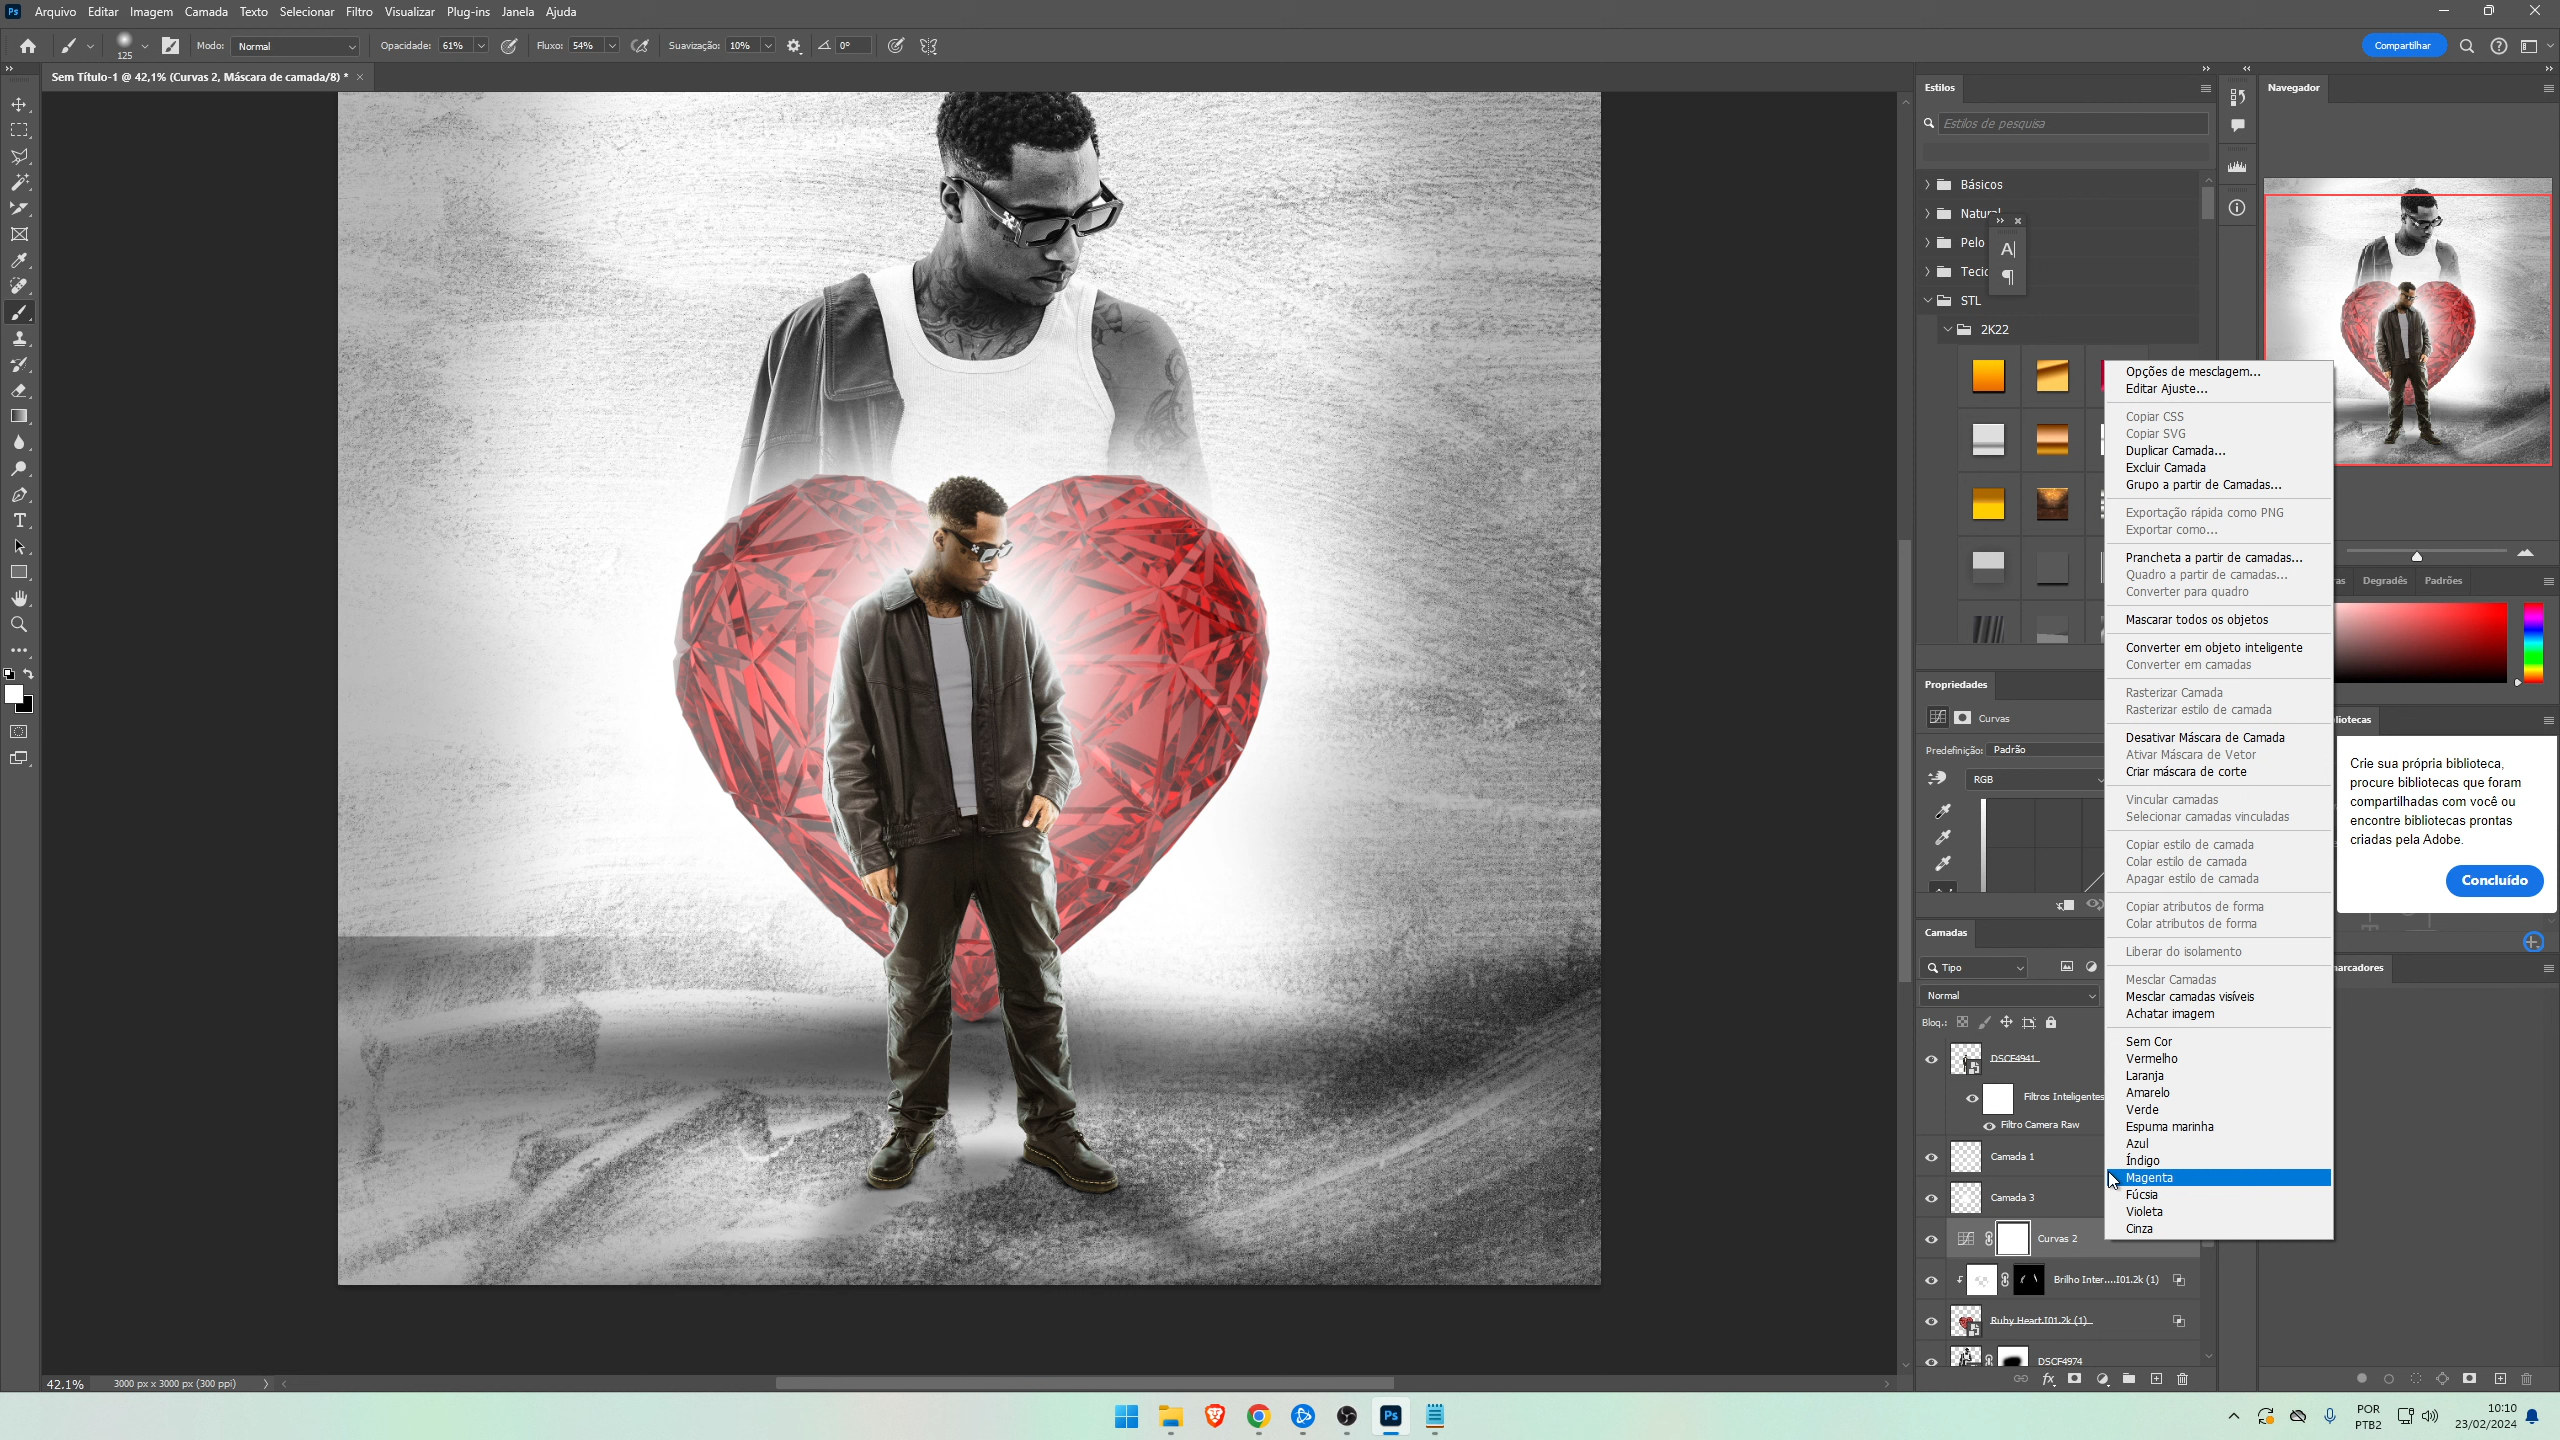 Ps Arquivo Editar Imagem Camada Texto Selecionar Filtro Visualizar Plug-ins Janela Ajuda
125 Modo: Normal Opacidade: 61% Fluxo: 54% Suavização: 10% 0° Compartilhar
Sem Título-1 @ 42,1% (Curvas 2, Máscara de camada/8) *
Estilos
Estilos de pesquisa
Básicos
Natural
Pelo
STL
2K22
Navegador
Opções de mesclagem...
Editar Ajuste...
Copiar CSS
Copiar SVG
Duplicar Camada...
Excluir Camada
Grupo a partir de Camadas...
Exportação rápida como PNG
Exportar como...
Prancheta a partir de camadas...
Quadro a partir de camadas...
Converter para quadro
Mascarar todos os objetos
Converter em objeto inteligente
Converter em camadas
Rasterizar Camada
Rasterizar estilo de camada
Desativar Máscara de Camada
Ativar Máscara de Vetor
Criar máscara de corte
Vincular camadas
Selecionar camadas vinculadas
Copiar estilo de camada
Colar estilo de camada
Apagar estilo de camada
Copiar atributos de forma
Colar atributos de forma
Liberar do isolamento
Mesclar Camadas
Mesclar camadas visíveis
Achatar imagem
Sem Cor
Vermelho
Laranja
Amarelo
Verde
Espuma marinha
Azul
Índigo
Magenta
Fúcsia
Violeta
Cinza
Degradês Padrões
Crie sua própria biblioteca,
procure bibliotecas que foram
compartilhadas com você ou
encontre bibliotecas prontas
criadas pela Adobe.
Concluído
Propriedades
Curvas
Predefinição: Padrão
RGB
Camadas
Tipo
Normal
Bloq.:
DSCF4941
Filtros Inteligentes
Filtro Camera Raw
Camada 1
Camada 3
Curvas 2
Brilho Inter....I01.2k (1)
Ruby Heart.I01.2k (1)
DSCF4974
42.1% 3000 px x 3000 px (300 ppi)
Ps
POR
PTB2
10:10
23/02/2024